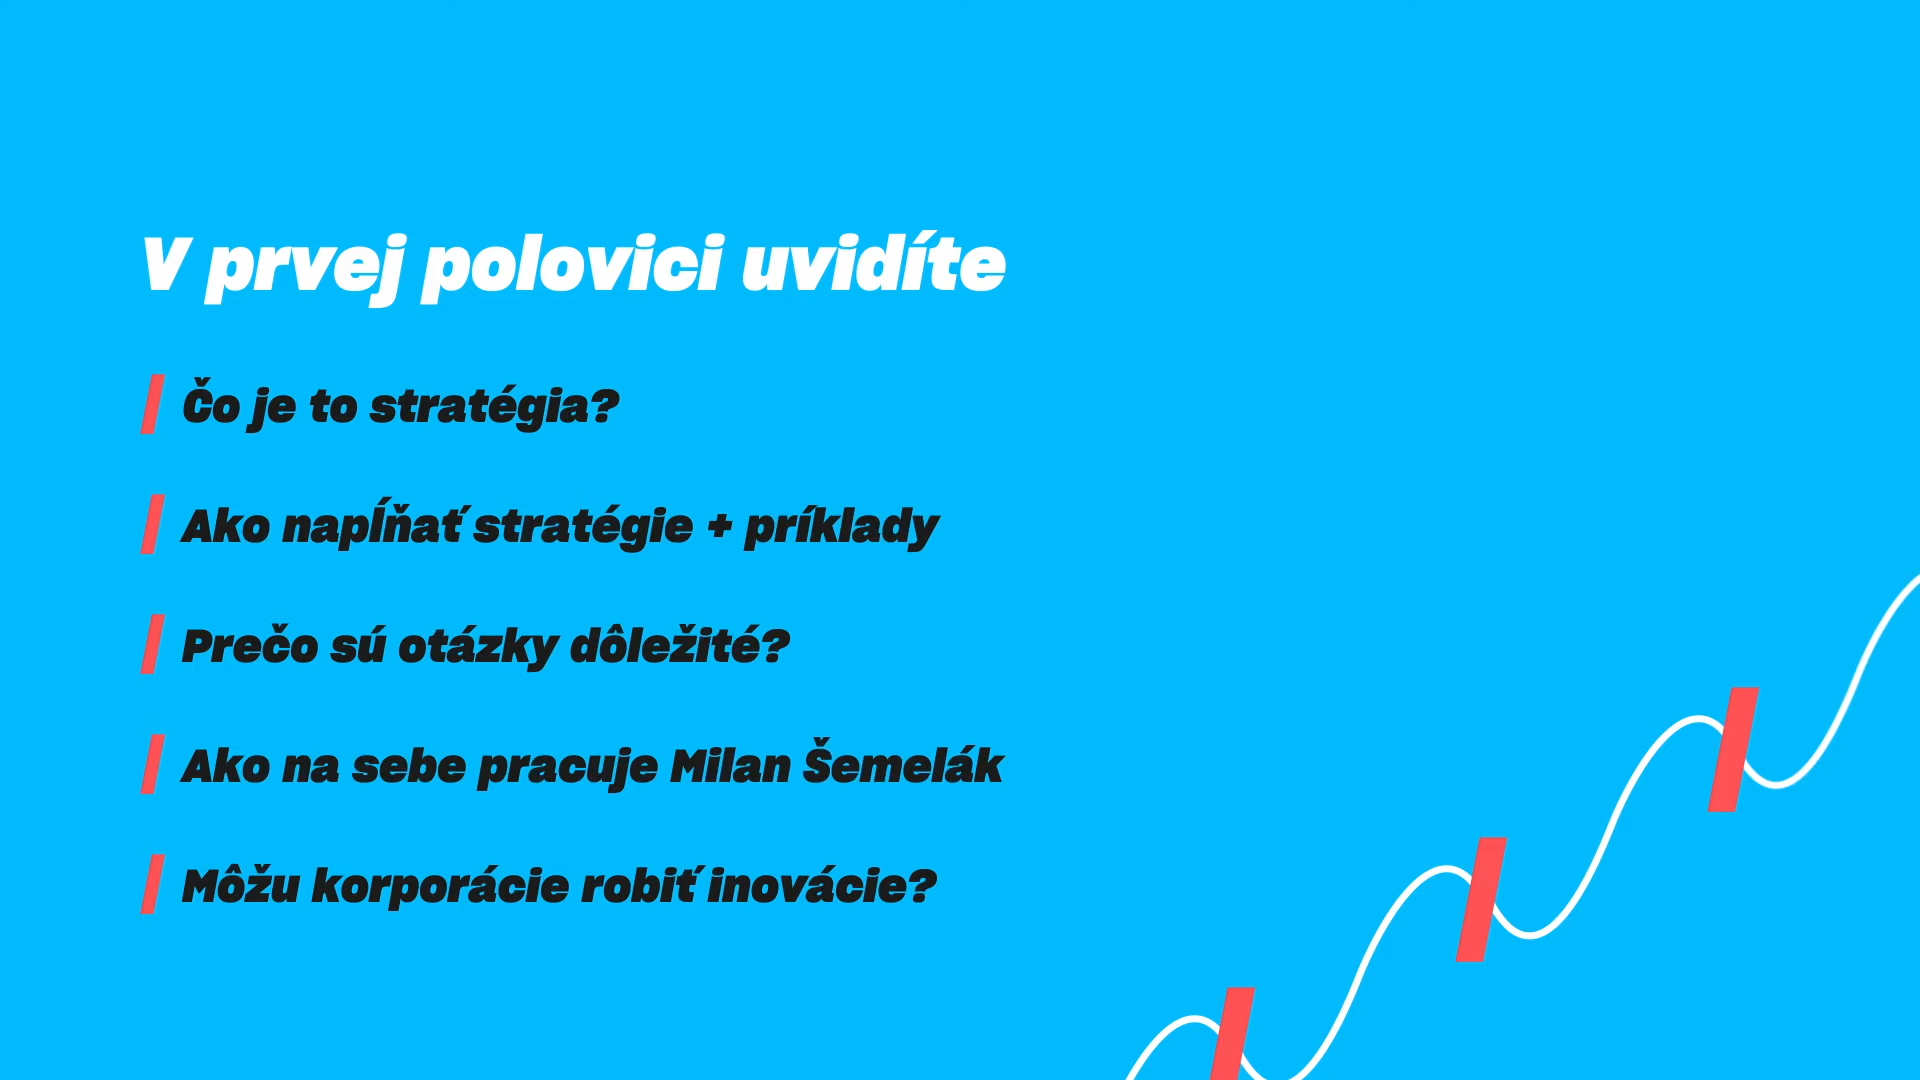 V prvej polovici uvidíte
Čo je to stratégia?
Ako napĺňať stratégie + príklady
Prečo sú otázky dôležité?
Ako na sebe pracuje Milan Šemelák
Môžu korporácie robiť inovácie?